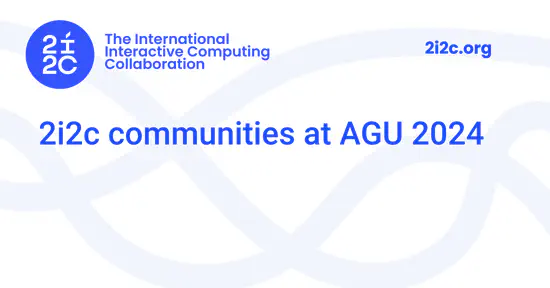 2i
2C
The International
Interactive Computing
Collaboration
2i2c.org
2i2c communities at AGU 2024